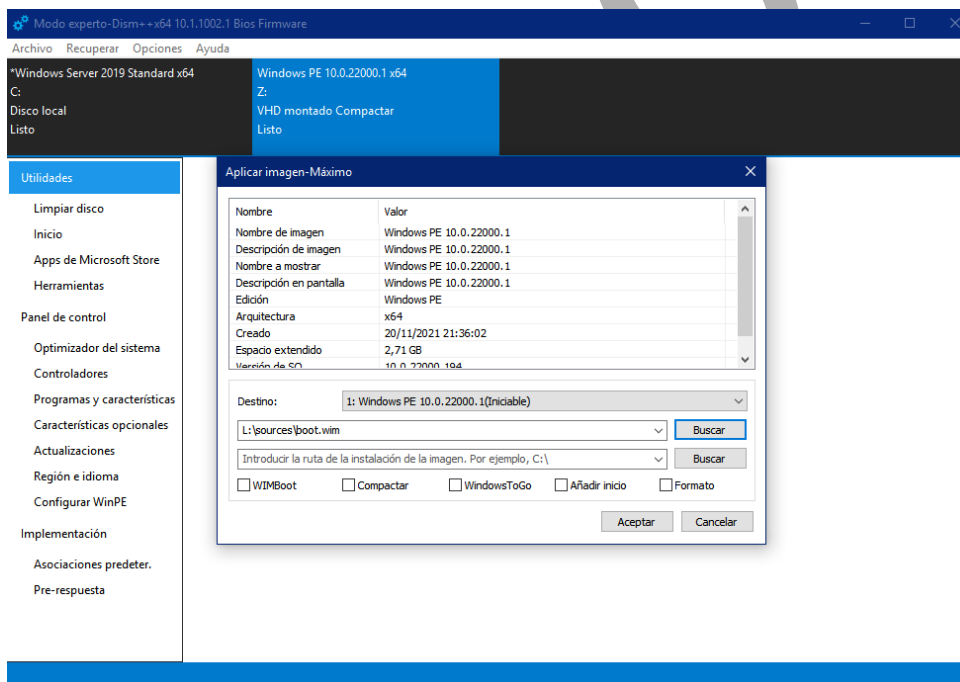 Modo experto-Dism++x64 10.1.1002.1 Bios Firmware
Archivo Recuperar Opciones Ayuda
*Windows Server 2019 Standard x64
C:
Disco local
Listo
Windows PE 10.0.22000.1 x64
Z:
VHD montado Compactar
Listo
Utilidades
Limpiar disco
Inicio
Apps de Microsoft Store
Herramientas
Panel de control
Optimizador del sistema
Controladores
Programas y características
Características opcionales
Actualizaciones
Región e idioma
Configurar WinPE
Implementación
Asociaciones predeter.
Pre-respuesta
Aplicar imagen-Máximo
Nombre Valor
Nombre de imagen Windows PE 10.0.22000.1
Descripción de imagen Windows PE 10.0.22000.1
Nombre a mostrar Windows PE 10.0.22000.1
Descripción en pantalla Windows PE 10.0.22000.1
Edición Windows PE
Arquitectura x64
Creado 20/11/2021 21:36:02
Espacio extendido 2,71 GB
Versión de SO 10.0.22000.194
Destino: 1: Windows PE 10.0.22000.1(Iniciable)
L:\sources\boot.wim Buscar
Introducir la ruta de la instalación de la imagen. Por ejemplo, C:\ Buscar
WIMBoot Compactar WindowsToGo Añadir inicio Formato
Aceptar Cancelar